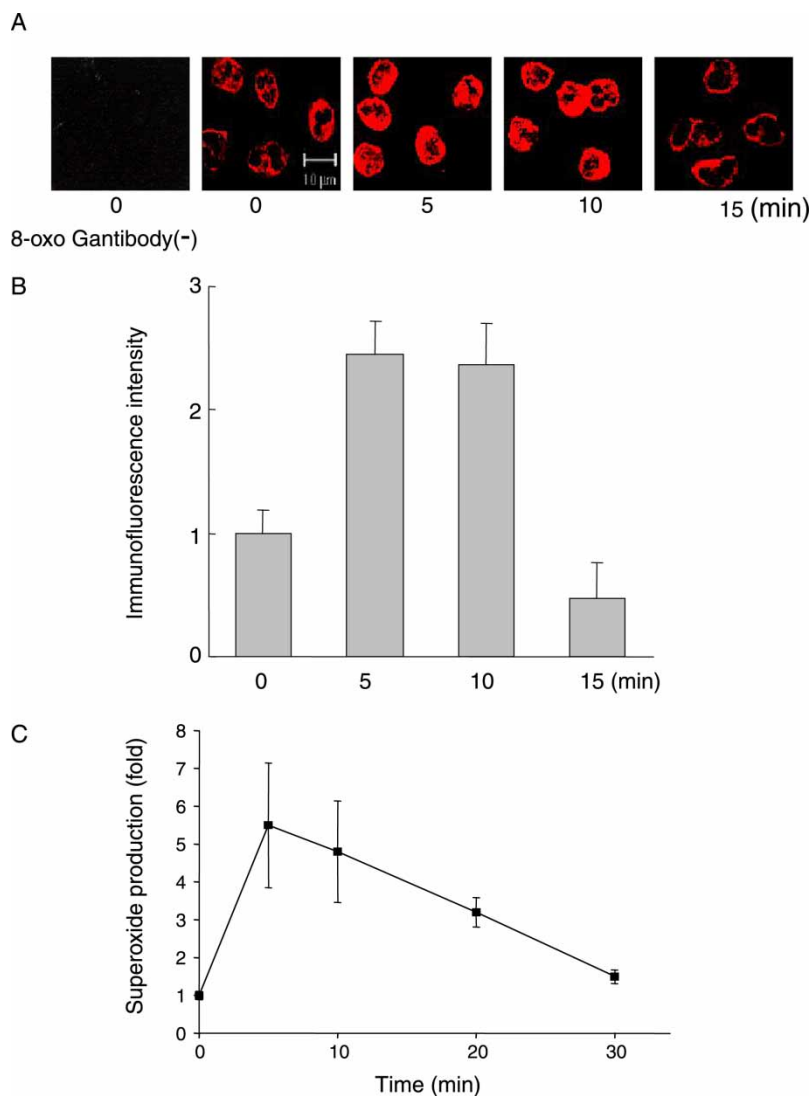 A
10 µm
0 0 5 10 15 (min)
8-oxo Gantibody(-)
B
Immunofluorescence intensity
3
2
1
0
0 5 10 15 (min)
C
Superoxide production (fold)
8
7
6
5
4
3
2
1
0
0 10 20 30
Time (min)